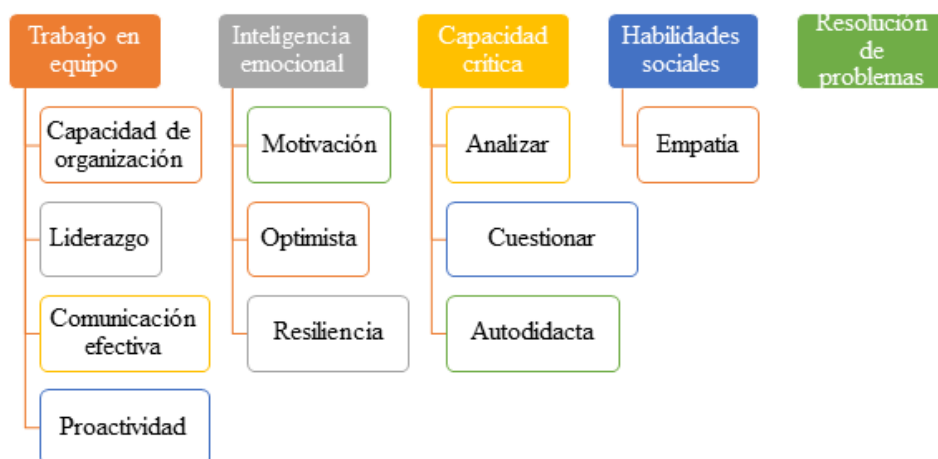 Trabajo en
equipo
Capacidad de
organización
Liderazgo
Comunicación
efectiva
Proactividad
Inteligencia
emocional
Motivación
Optimista
Resiliencia
Capacidad
crítica
Analizar
Cuestionar
Autodidacta
Habilidades
sociales
Empatía
Resolución
de
problemas